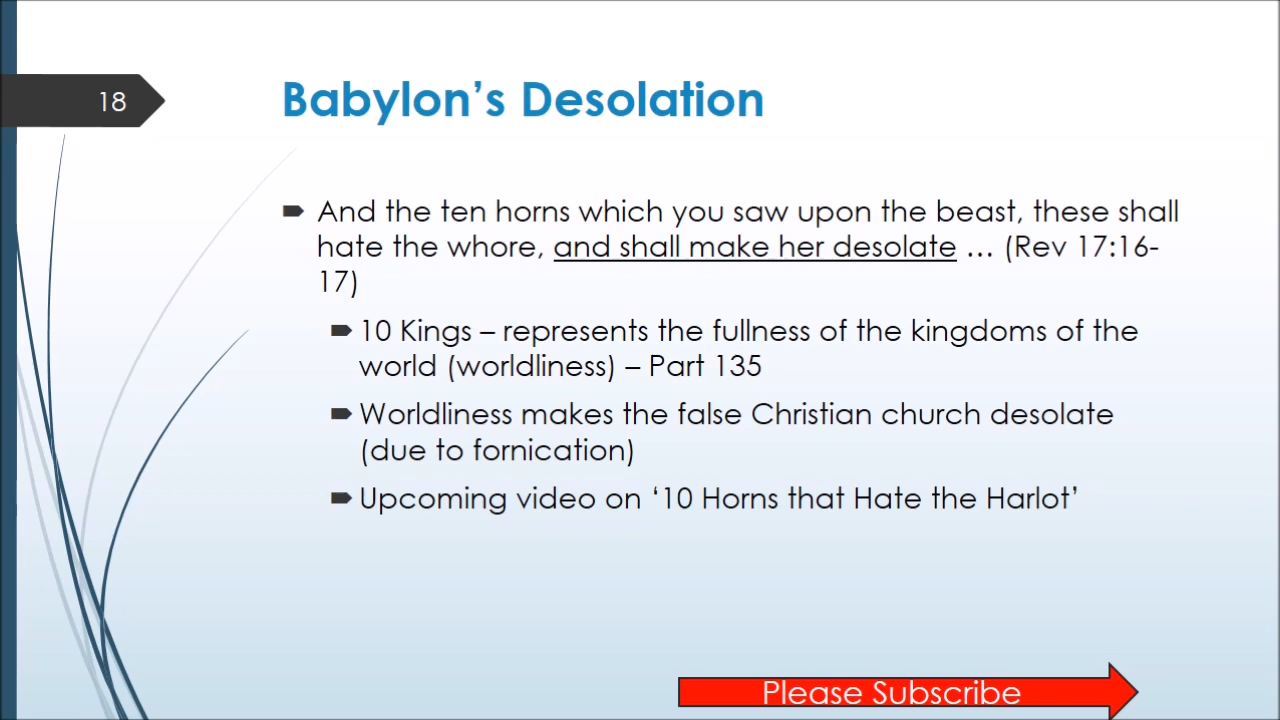 18
Babylon’s Desolation
And the ten horns which you saw upon the beast, these shall
hate the whore, and shall make her desolate … (Rev 17:16-
17)
10 Kings – represents the fullness of the kingdoms of the
world (worldliness) – Part 135
Worldliness makes the false Christian church desolate
(due to fornication)
Upcoming video on ‘10 Horns that Hate the Harlot’
Please Subscribe